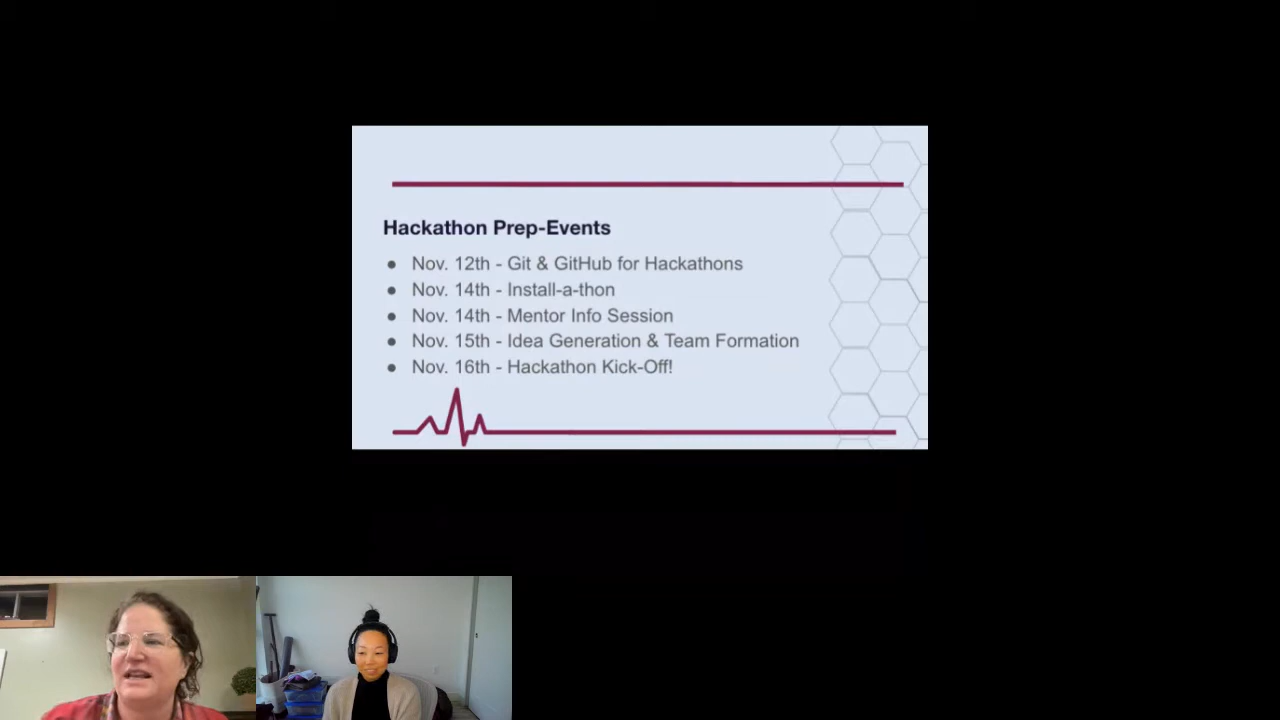 Hackathon Prep-Events
● Nov. 12th - Git & GitHub for Hackathons
● Nov. 14th - Install-a-thon
● Nov. 14th - Mentor Info Session
● Nov. 15th - Idea Generation & Team Formation
● Nov. 16th - Hackathon Kick-Off!